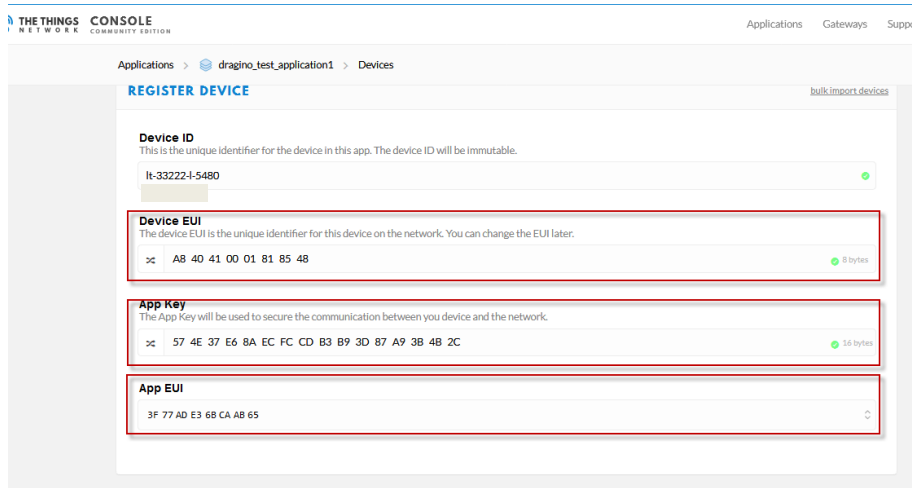 THE THINGS NETWORK CONSOLE COMMUNITY EDITION
Applications Gateways
Applications > dragino_test_application1 > Devices
REGISTER DEVICE
bulk import devices
Device ID
This is the unique identifier for the device in this app. The device ID will be immutable.
lt-33222-l-5480
Device EUI
The device EUI is the unique identifier for this device on the network. You can change the EUI later.
A8 40 41 00 01 81 85 48
8 bytes
App Key
The App Key will be used to secure the communication between you device and the network.
57 4E 37 E6 8A EC FC CD B3 B9 3D 87 A9 3B 4B 2C
16 bytes
App EUI
3F 77 AD E3 6B CA AB 65